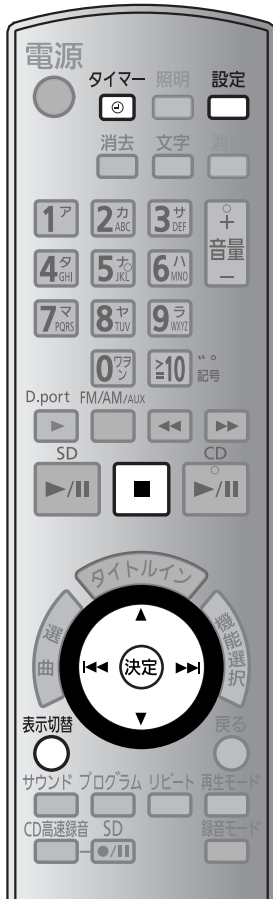 電源
タイマー 照明 設定
消去 文字 消音
1 ア 2 カ ABC 3 サ DEF +
音量
4 タ GHI 5 ナ JKL 6 ハ MNO −
7 マ PQRS 8 ヤ TUV 9 ラ WXYZ
0 ワヲン ≧10 ゛゜ 記号
D.port FM/AM/AUX
SD CD
タイトルイン
選曲 機能選択
決定
表示切替 戻る
サウンド プログラム リピート 再生モード
CD高速録音 SD 録音モード